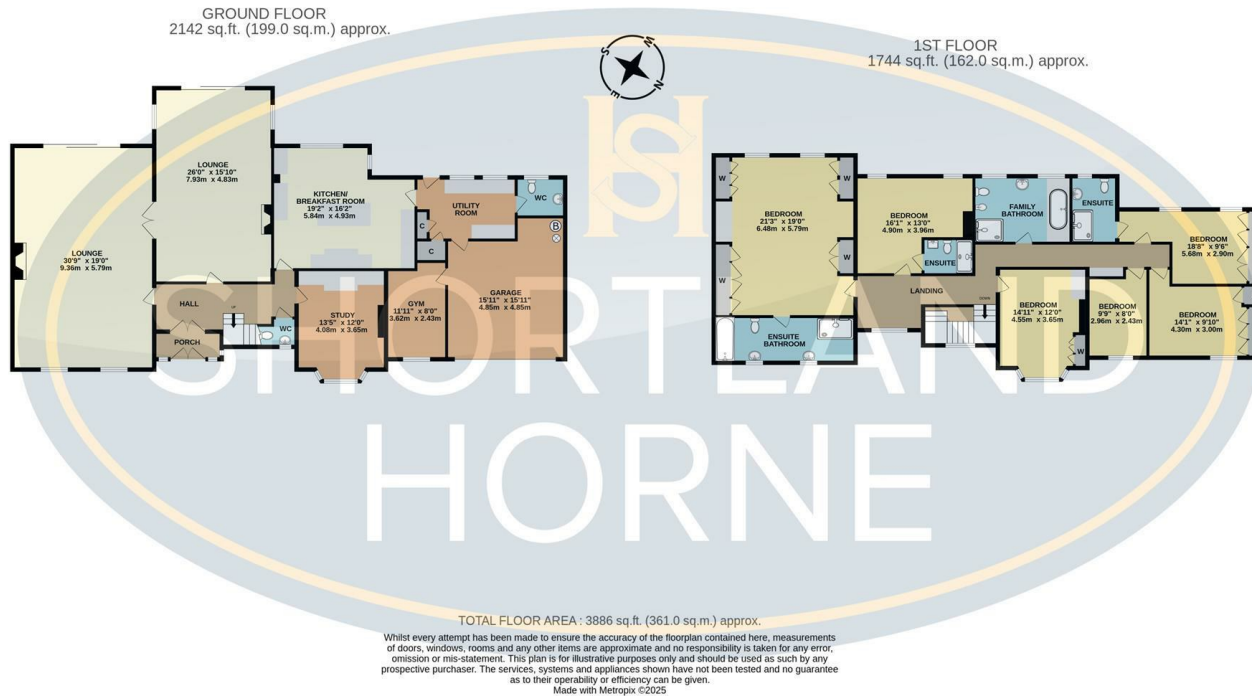 GROUND FLOOR
2142 sq.ft. (199.0 sq.m.) approx.
LOUNGE
30'9" x 19'0"
9.36m x 5.79m
LOUNGE
26'0" x 15'10"
7.93m x 4.83m
KITCHEN/
BREAKFAST ROOM
19'2" x 16'2"
5.84m x 4.93m
UTILITY
ROOM
WC
C
C
B
GARAGE
15'11" x 15'11"
4.85m x 4.85m
GYM
11'11" x 8'0"
3.62m x 2.43m
STUDY
13'5" x 12'0"
4.08m x 3.65m
HALL
UP
WC
PORCH
S
W
E
N
1ST FLOOR
1744 sq.ft. (162.0 sq.m.) approx.
W
W
W
W
BEDROOM
21'3" x 19'0"
6.48m x 5.79m
BEDROOM
16'1" x 13'0"
4.90m x 3.96m
ENSUITE
FAMILY
BATHROOM
ENSUITE
BEDROOM
18'8" x 9'6"
5.68m x 2.90m
LANDING
DOWN
ENSUITE
BATHROOM
BEDROOM
14'11" x 12'0"
4.55m x 3.65m
W
BEDROOM
9'9" x 8'0"
2.96m x 2.43m
BEDROOM
14'1" x 9'10"
4.30m x 3.00m
SH
SHORTLAND
HORNE
TOTAL FLOOR AREA : 3886 sq.ft. (361.0 sq.m.) approx.
Whilst every attempt has been made to ensure the accuracy of the floorplan contained here, measurements
of doors, windows, rooms and any other items are approximate and no responsibility is taken for any error,
omission or mis-statement. This plan is for illustrative purposes only and should be used as such by any
prospective purchaser. The services, systems and appliances shown have not been tested and no guarantee
as to their operability or efficiency can be given.
Made with Metropix ©2025